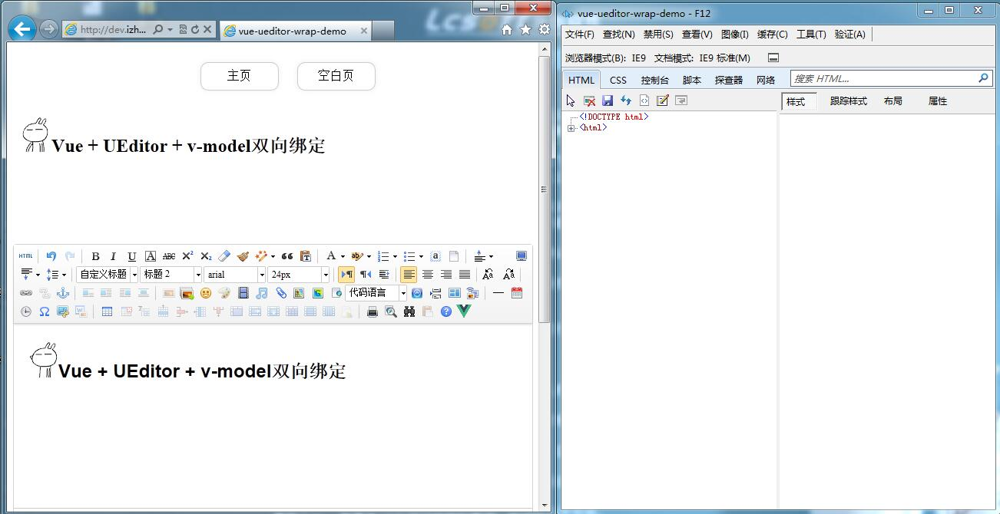 http://dev.izh...
vue-ueditor-wrap-demo
主页
空白页
Vue + UEditor + v-model双向绑定
HTML
B I U A ABC X² X₂
自定义标题
标题 2
arial
24px
代码语言
Vue + UEditor + v-model双向绑定
vue-ueditor-wrap-demo - F12
文件(F) 查找(N) 禁用(S) 查看(V) 图像(I) 缓存(C) 工具(T) 验证(A)
浏览器模式(B): IE9 文档模式: IE9 标准(M)
HTML CSS 控制台 脚本 探查器 网络
搜索 HTML...
样式 跟踪样式 布局 属性
<!DOCTYPE html>
<html>